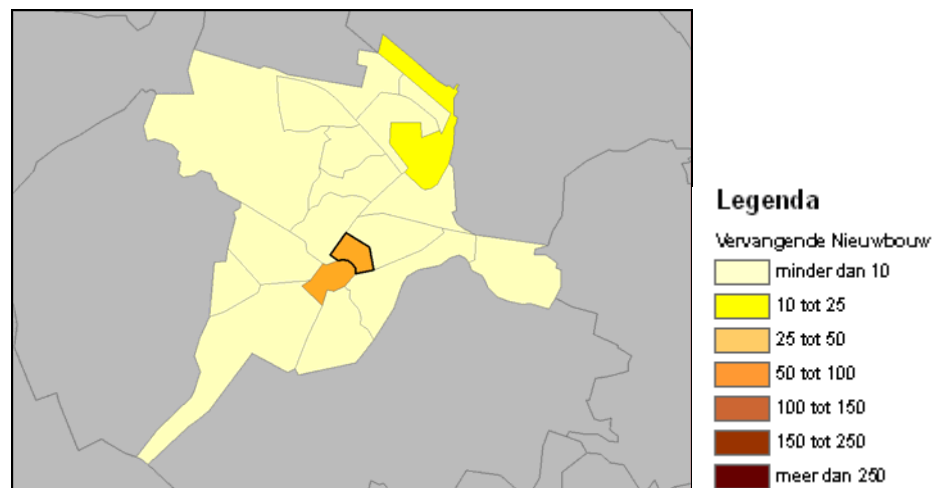 Legenda
Vervangende Nieuwbouw
minder dan 10
10 tot 25
25 tot 50
50 tot 100
100 tot 150
150 tot 250
meer dan 250